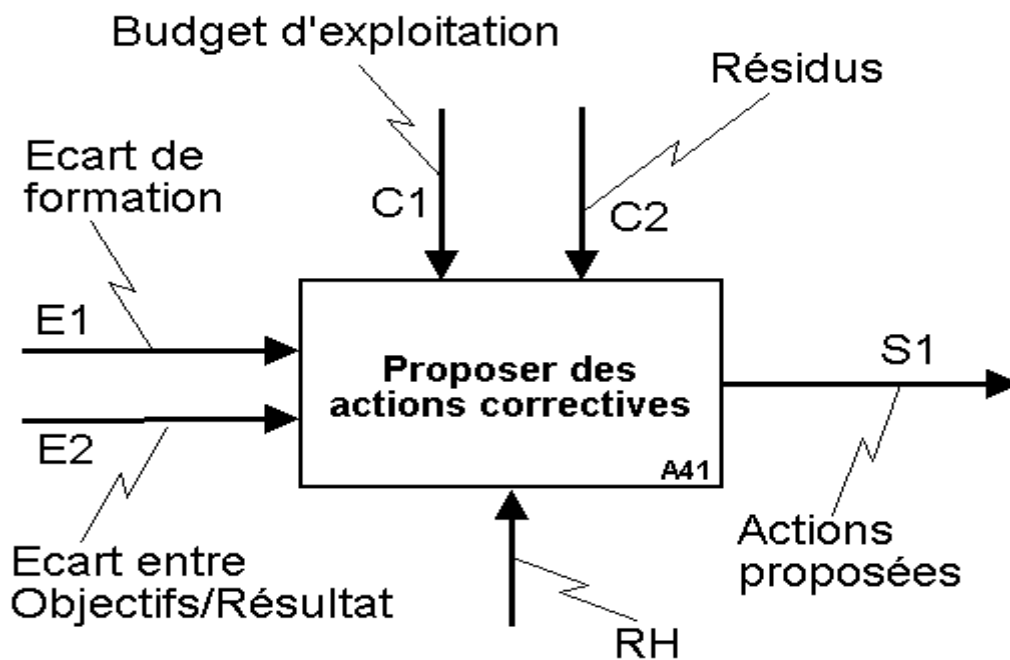 Budget d'exploitation
Résidus
Ecart de
formation
C1
C2
E1
Proposer des
actions correctives
S1
E2
A41
Ecart entre
Objectifs/Résultat
Actions
proposées
RH